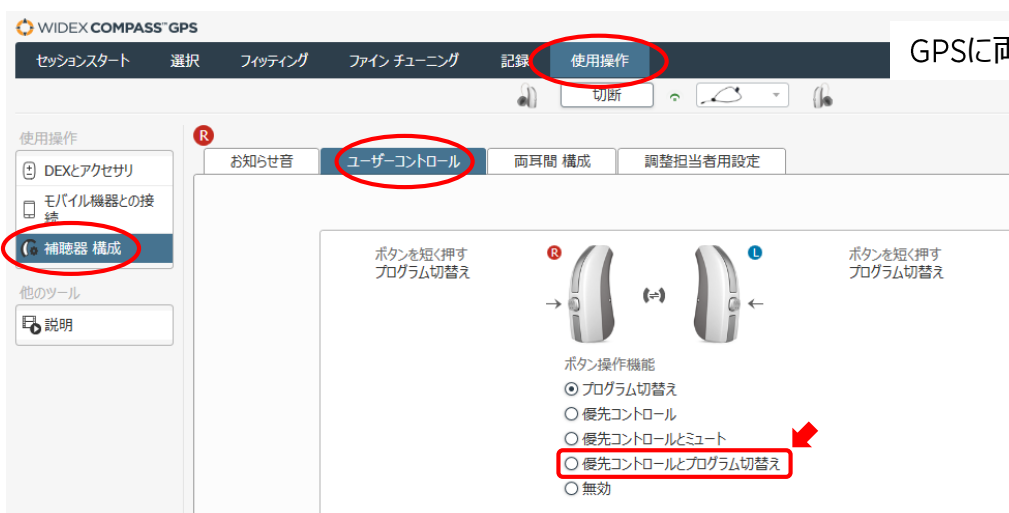 WIDEX COMPASS™ GPS
GPSに
セッションスタート 選択 フィッティング ファイン チューニング 記録 使用操作
切断
使用操作
DEXとアクセサリ
モバイル機器との接
続
補聴器 構成
他のツール
説明
R
お知らせ音 ユーザーコントロール 両耳間 構成 調整担当者用設定
ボタンを短く押す
プログラム切替え
R L
ボタンを短く押す
プログラム切替え
ボタン操作機能
プログラム切替え
優先コントロール
優先コントロールとミュート
優先コントロールとプログラム切替え
無効